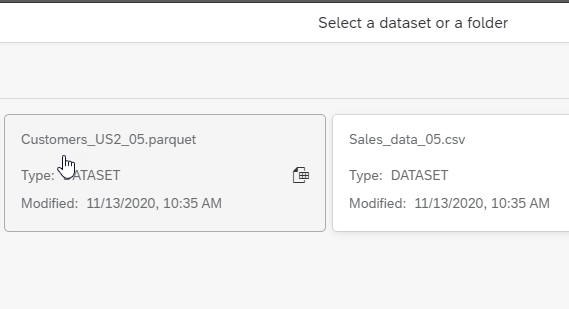 Select a dataset or a folder
Customers_US2_05.parquet
Type: DATASET
Modified: 11/13/2020, 10:35 AM
Sales_data_05.csv
Type: DATASET
Modified: 11/13/2020, 10:35 AM